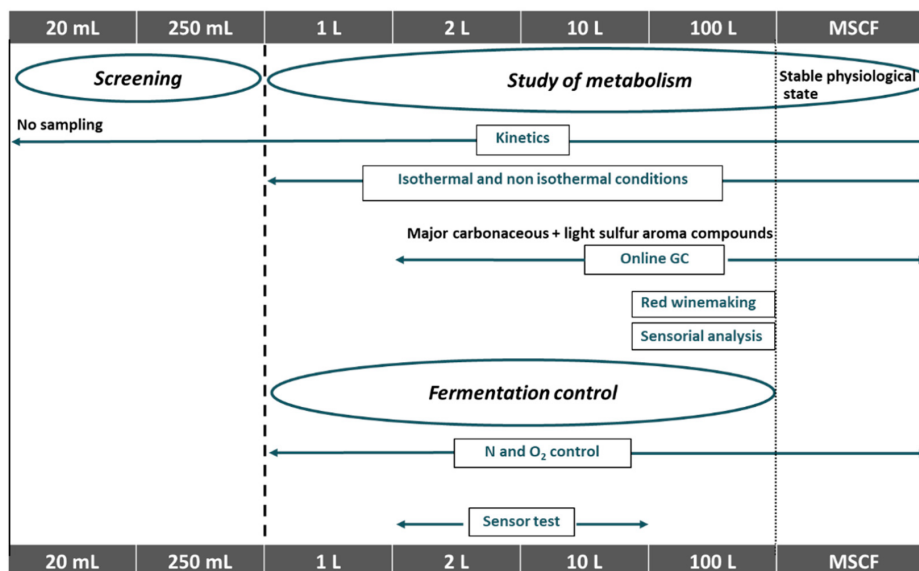 20 mL 250 mL 1 L 2 L 10 L 100 L MSCF
Screening
Study of metabolism
Stable physiological
state
No sampling
Kinetics
Isothermal and non isothermal conditions
Major carbonaceous + light sulfur aroma compounds
Online GC
Red winemaking
Sensorial analysis
Fermentation control
N and O₂ control
Sensor test
20 mL 250 mL 1 L 2 L 10 L 100 L MSCF